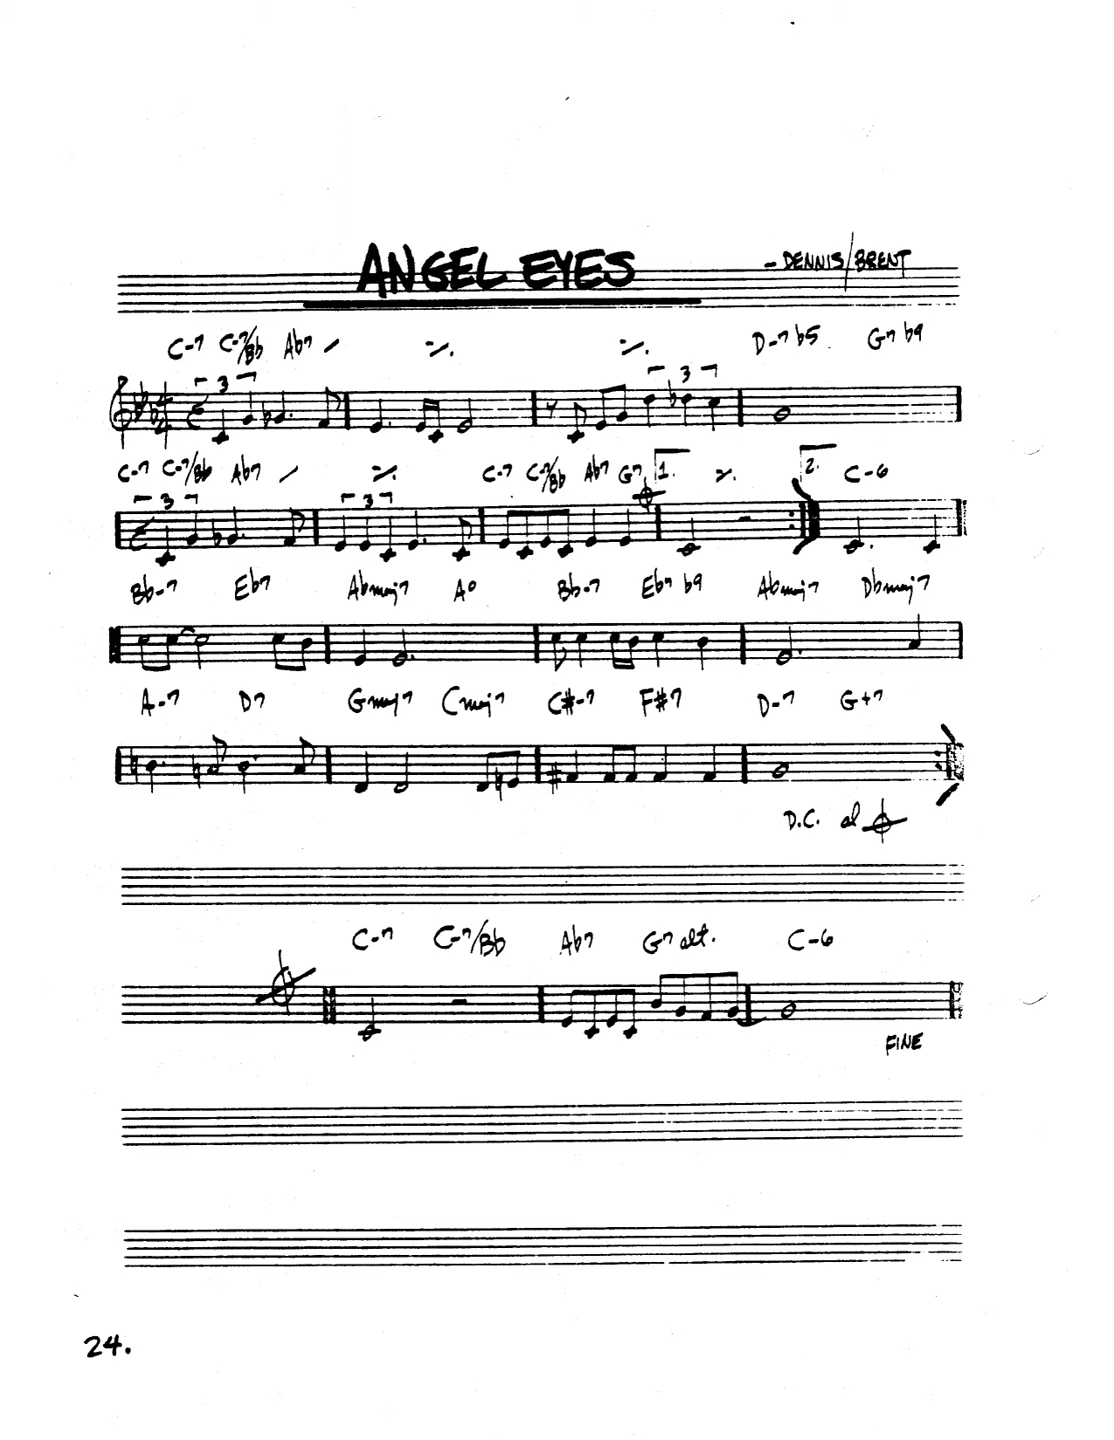 ANGEL EYES
- DENNIS/BRENT
C-7 C-7/Bb Ab7 / ٪ ٪ D-7b5 G7b9
3 3
C-7 C-7/Bb Ab7 / ٪ C-7 C-7/Bb Ab7 G7 1. ٪ 2. C-6
3 3
Bb-7 Eb7 Abmaj7 A° Bb-7 Eb7b9 Abmaj7 Dbmaj7
A-7 D7 Gmaj7 Cmaj7 C#-7 F#7 D-7 G+7
D.C. al
C-7 C-7/Bb Ab7 G7alt. C-6
FINE
24.